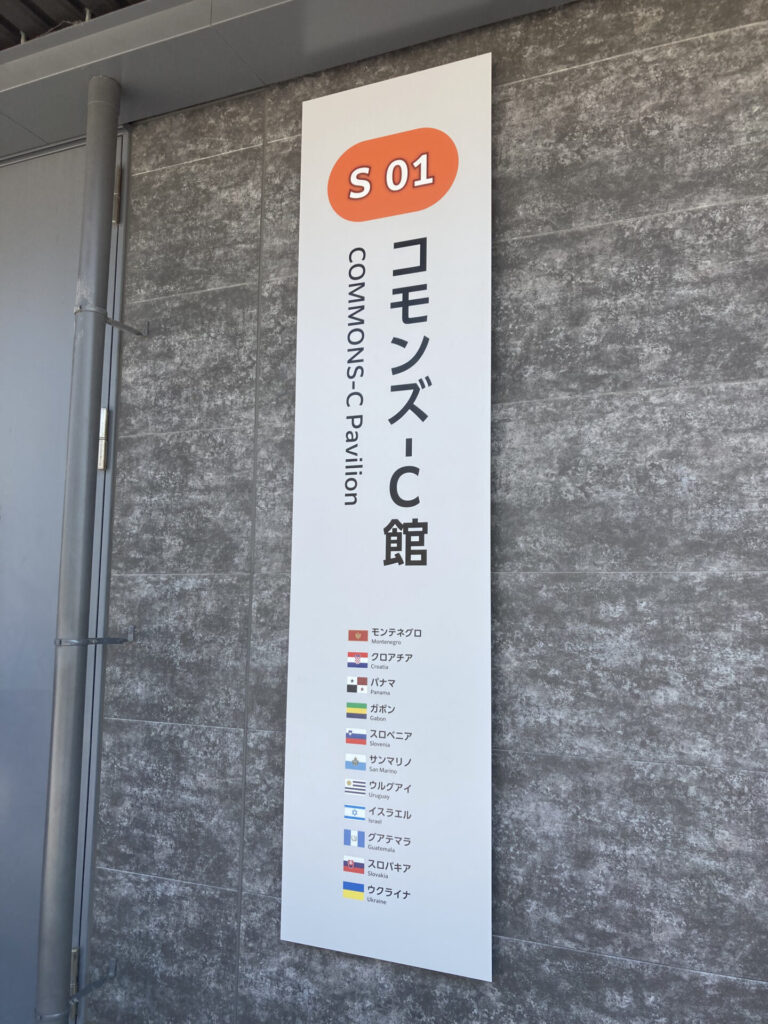 S 01
コモンズ-C館
COMMONS-C Pavilion
モンテネグロ
Montenegro
クロアチア
Croatia
パナマ
Panama
ガボン
Gabon
スロベニア
Slovenia
サンマリノ
San Marino
ウルグアイ
Uruguay
イスラエル
Israel
グアテマラ
Guatemala
スロバキア
Slovakia
ウクライナ
Ukraine